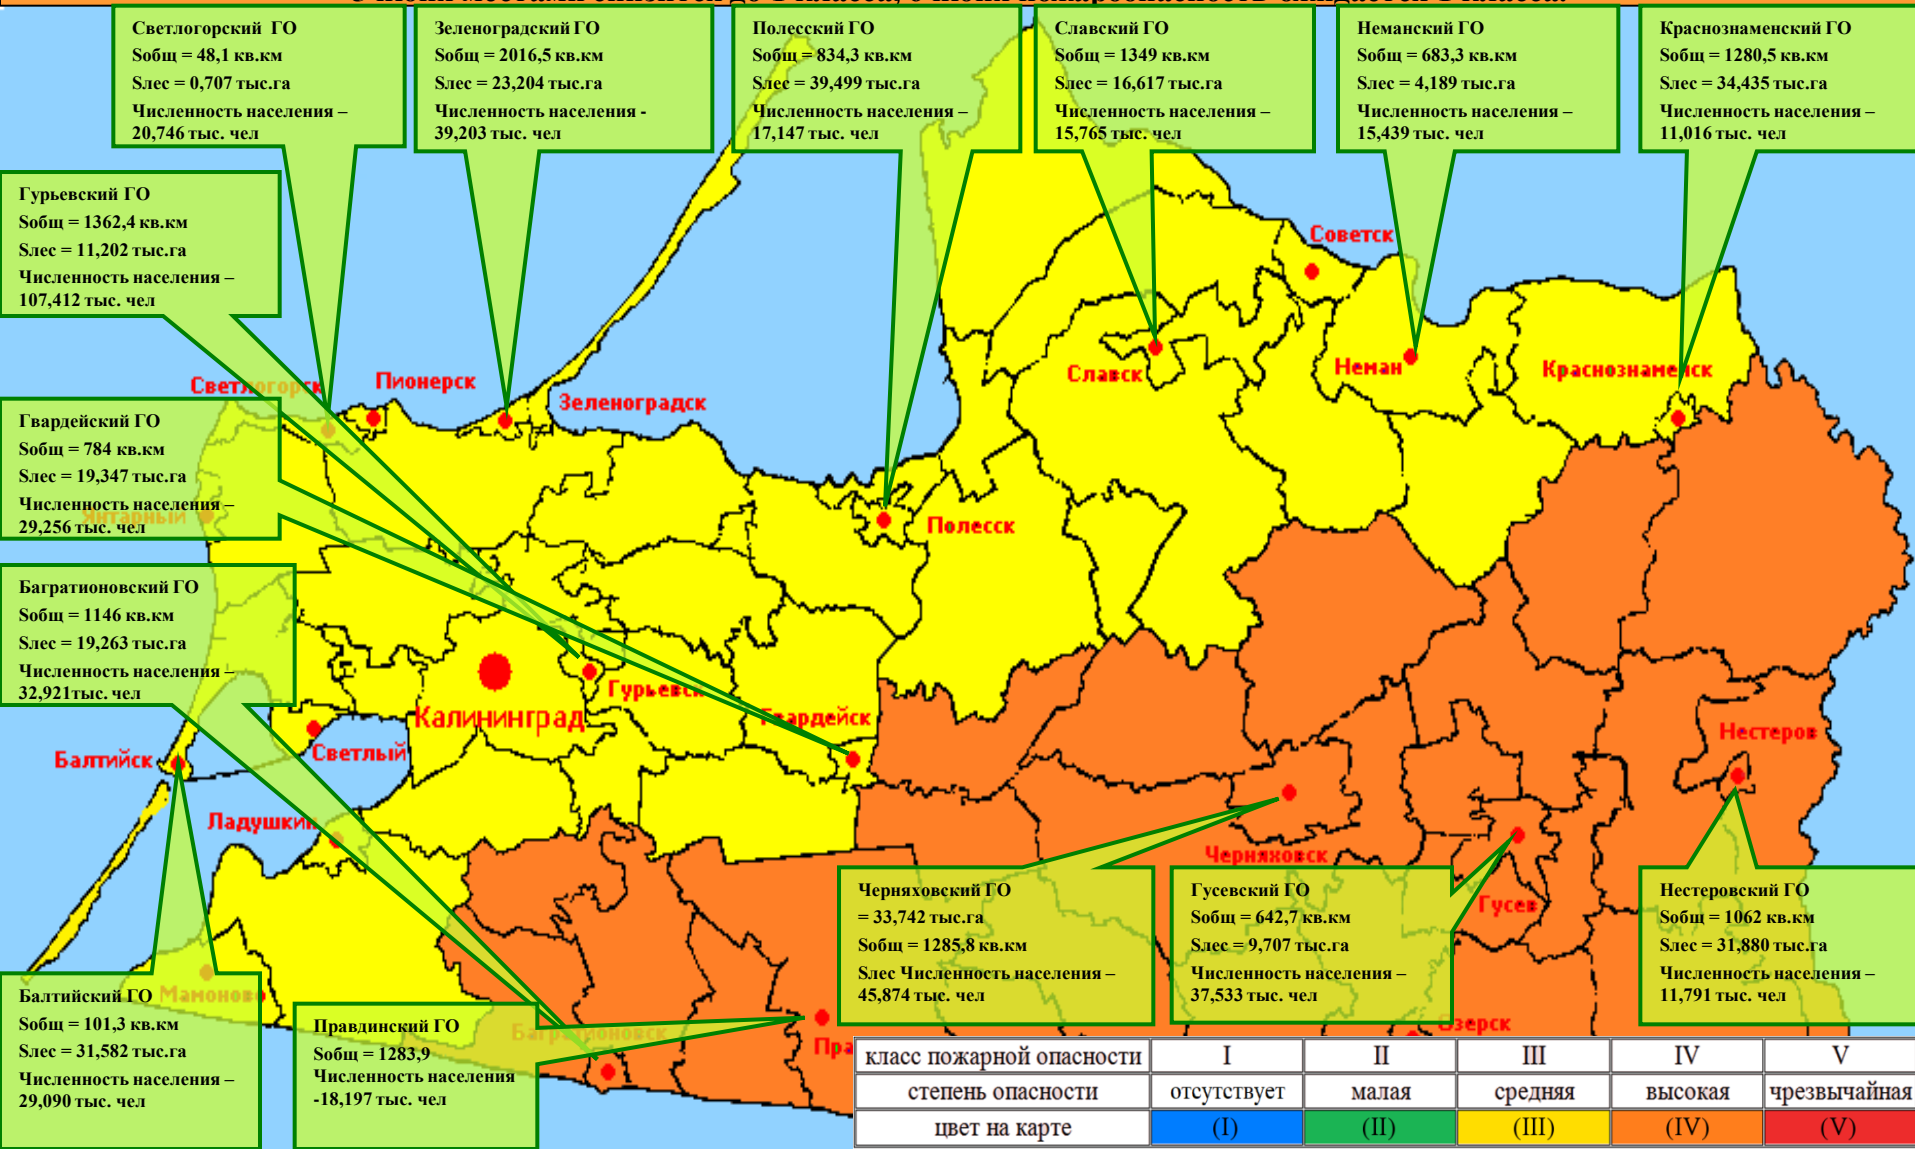 Светлогорский ГО
Sобщ = 48,1 кв.км
Sлес = 0,707 тыс.га
Численность населения –
20,746 тыс. чел
Зеленоградский ГО
Sобщ = 2016,5 кв.км
Sлес = 23,204 тыс.га
Численность населения -
39,203 тыс. чел
Полесский ГО
Sобщ = 834,3 кв.км
Sлес = 39,499 тыс.га
Численность населения –
17,147 тыс. чел
Славский ГО
Sобщ = 1349 кв.км
Sлес = 16,617 тыс.га
Численность населения –
15,765 тыс. чел
Неманский ГО
Sобщ = 683,3 кв.км
Sлес = 4,189 тыс.га
Численность населения –
15,439 тыс. чел
Краснознаменский ГО
Sобщ = 1280,5 кв.км
Sлес = 34,435 тыс.га
Численность населения –
11,016 тыс. чел
Гурьевский ГО
Sобщ = 1362,4 кв.км
Sлес = 11,202 тыс.га
Численность населения –
107,412 тыс. чел
Советск
Славск
Неман
Краснознаменск
Светлогорск
Пионерск
Зеленоградск
Гвардейский ГО
Sобщ = 784 кв.км
Sлес = 19,347 тыс.га
Численность населения –
29,256 тыс. чел
Янтарный
Полесск
Багратионовский ГО
Sобщ = 1146 кв.км
Sлес = 19,263 тыс.га
Численность населения –
32,921тыс. чел
Гурьевск
Калининград
Гвардейск
Нестеров
Балтийск
Светлый
Ладушкин
Черняховск
Гусев
Черняховский ГО
= 33,742 тыс.га
Sобщ = 1285,8 кв.км
Sлес Численность населения –
45,874 тыс. чел
Гусевский ГО
Sобщ = 642,7 кв.км
Sлес = 9,707 тыс.га
Численность населения –
37,533 тыс. чел
Нестеровский ГО
Sобщ = 1062 кв.км
Sлес = 31,880 тыс.га
Численность населения –
11,791 тыс. чел
Мамоново
Балтийский ГО
Sобщ = 101,3 кв.км
Sлес = 31,582 тыс.га
Численность населения –
29,090 тыс. чел
Правдинский ГО
Sобщ = 1283,9
Численность населения
-18,197 тыс. чел
Багратионовск
Пра
Озерск
класс пожарной опасности I II III IV V
степень опасности отсутствует малая средняя высокая чрезвычайная
цвет на карте (I) (II) (III) (IV) (V)